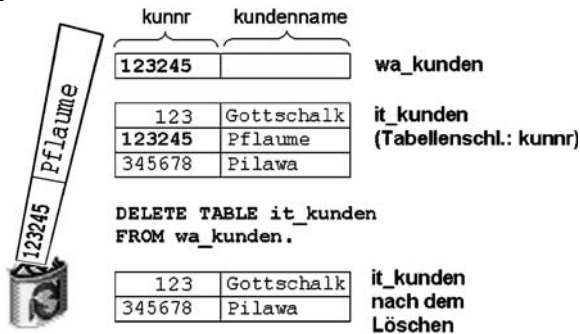 kunnr kundenname
123245 wa_kunden
123 Gottschalk it_kunden
123245 Pflaume (Tabellenschl.: kunnr)
345678 Pilawa
123245 Pflaume
DELETE TABLE it_kunden
FROM wa_kunden.
123 Gottschalk it_kunden
345678 Pilawa nach dem
Löschen